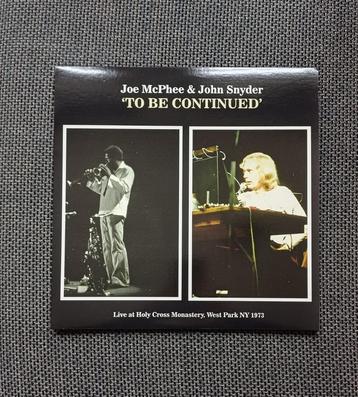 Joe McPhee & John Snyder
'TO BE CONTINUED'
Live at Holy Cross Monastery, West Park NY 1973